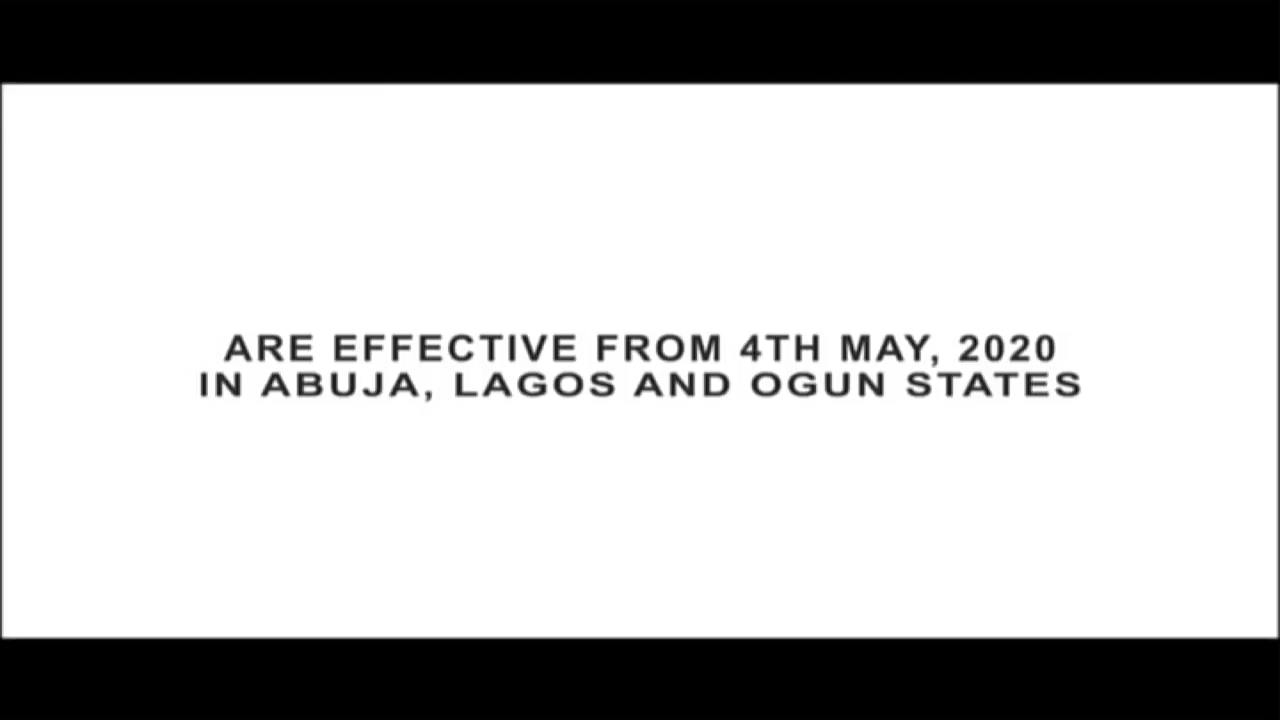 ARE EFFECTIVE FROM 4TH MAY, 2020
IN ABUJA, LAGOS AND OGUN STATES